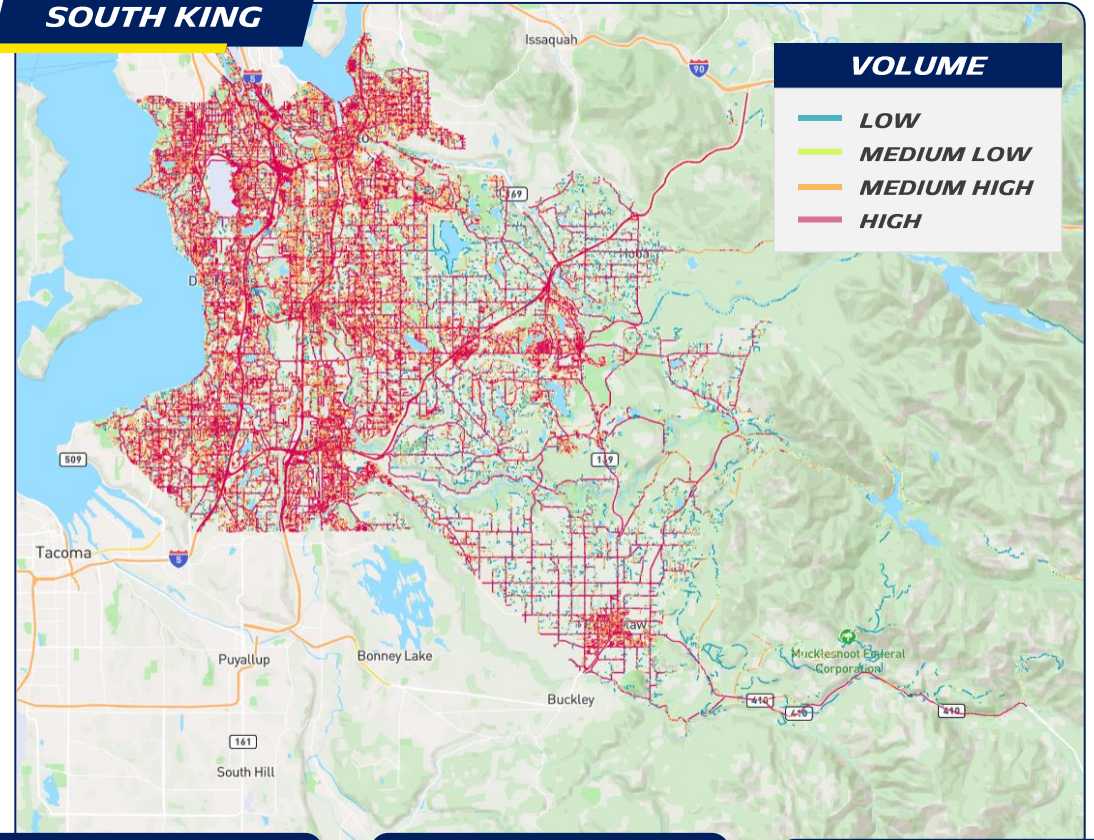 SOUTH KING
Issaquah
5
90
VOLUME
LOW
MEDIUM LOW
MEDIUM HIGH
HIGH
169
509
Tacoma
5
Muckleshoot Federal
Corporation
Puyallup
Bonney Lake
Buckley
410
410
410
161
South Hill